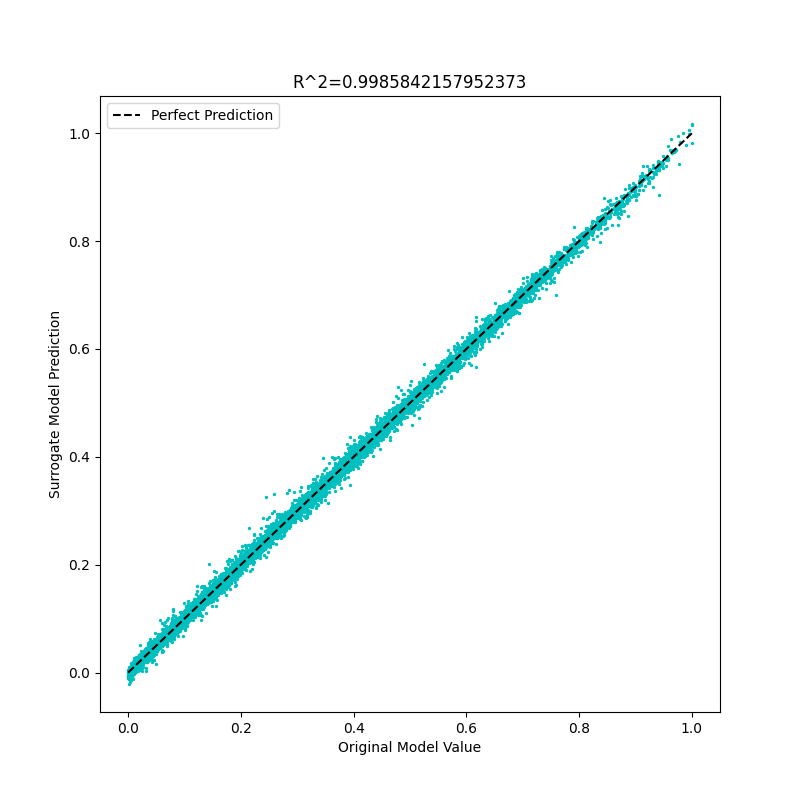 R^2=0.9985842157952373
Perfect Prediction
1.0
0.8
0.6
0.4
0.2
0.0
Surrogate Model Prediction
0.0 0.2 0.4 0.6 0.8 1.0
Original Model Value